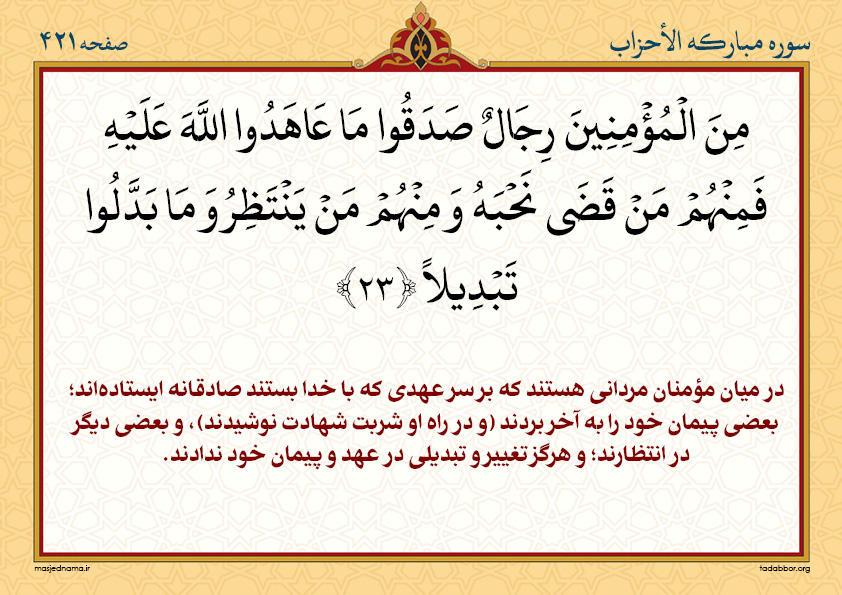 سوره مبارکه الأحزاب
صفحه ۴۲۱
مِنَ الْمُؤْمِنِينَ رِجَالٌ صَدَقُوا مَا عَاهَدُوا اللَّهَ عَلَيْهِ
فَمِنْهُمْ مَنْ قَضَى نَحْبَهُ وَ مِنْهُمْ مَنْ يَنْتَظِرُ وَ مَا بَدَّلُوا
تَبْدِيلاً ﴿۲۳﴾
در میان مؤمنان مردانی هستند که بر سر عهدی که با خدا بستند صادقانه ایستاده‌اند؛
بعضی پیمان خود را به آخر بردند (و در راه او شربت شهادت نوشیدند)، و بعضی دیگر
در انتظارند؛ و هرگز تغییر و تبدیلی در عهد و پیمان خود ندادند.
masjednama.ir
tadabbor.org